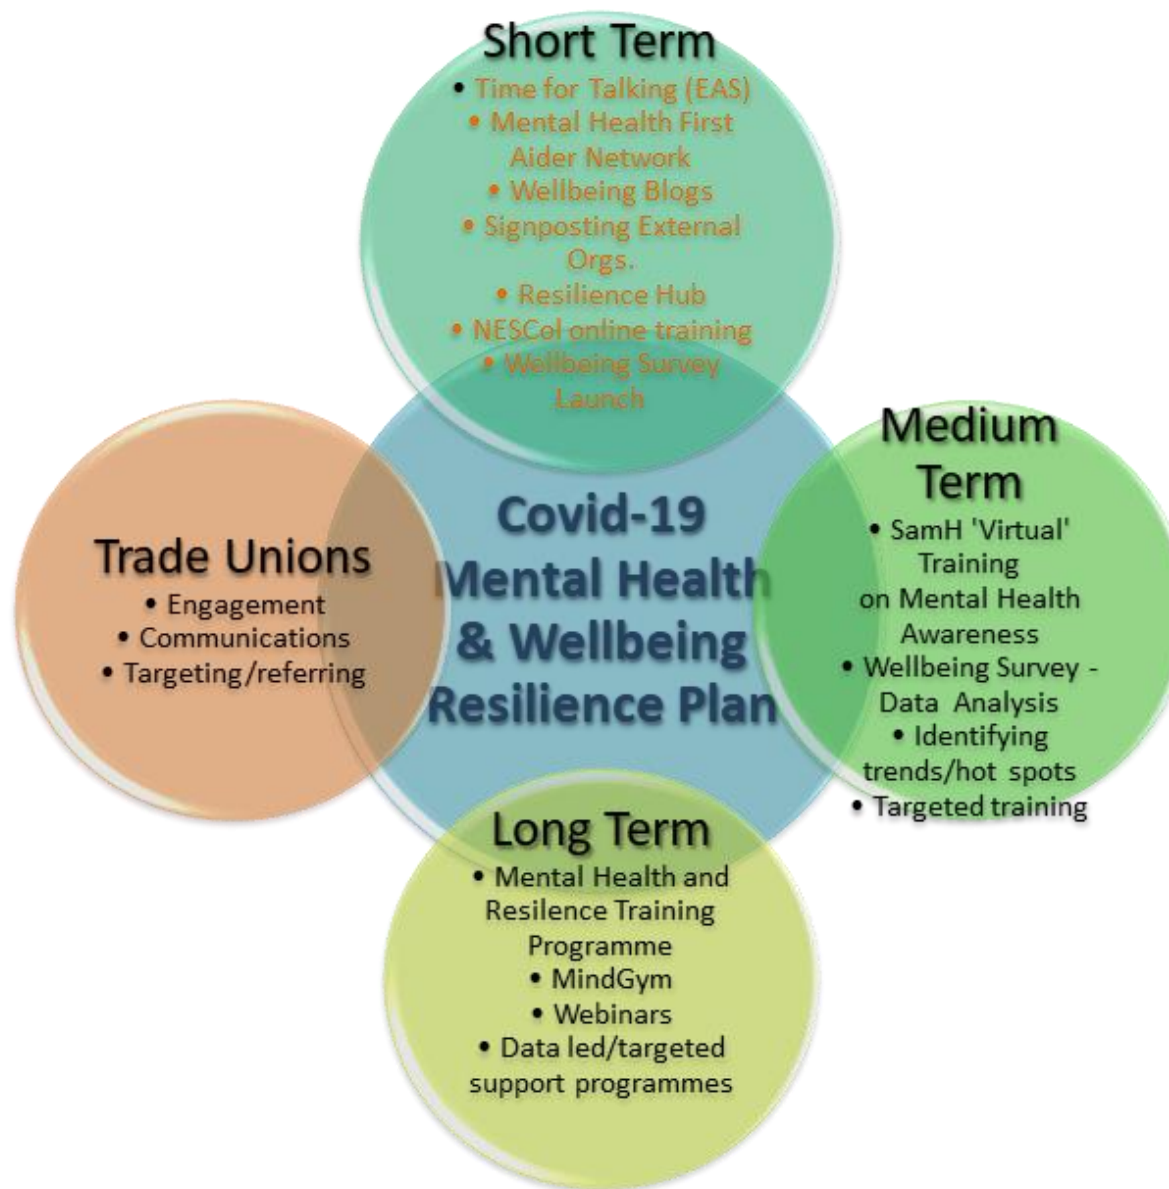 Short Term
• Time for Talking (EAS)
• Mental Health First
Aider Network
• Wellbeing Blogs
• Signposting External
Orgs.
• Resilience Hub
• NESCol online training
• Wellbeing Survey
Launch
Covid-19
Mental Health
& Wellbeing
Resilience Plan
Medium
Term
• SamH 'Virtual'
Training
on Mental Health
Awareness
• Wellbeing Survey -
Data Analysis
• Identifying
trends/hot spots
• Targeted training
Long Term
• Mental Health and
Resilence Training
Programme
• MindGym
• Webinars
• Data led/targeted
support programmes
Trade Unions
• Engagement
• Communications
• Targeting/referring